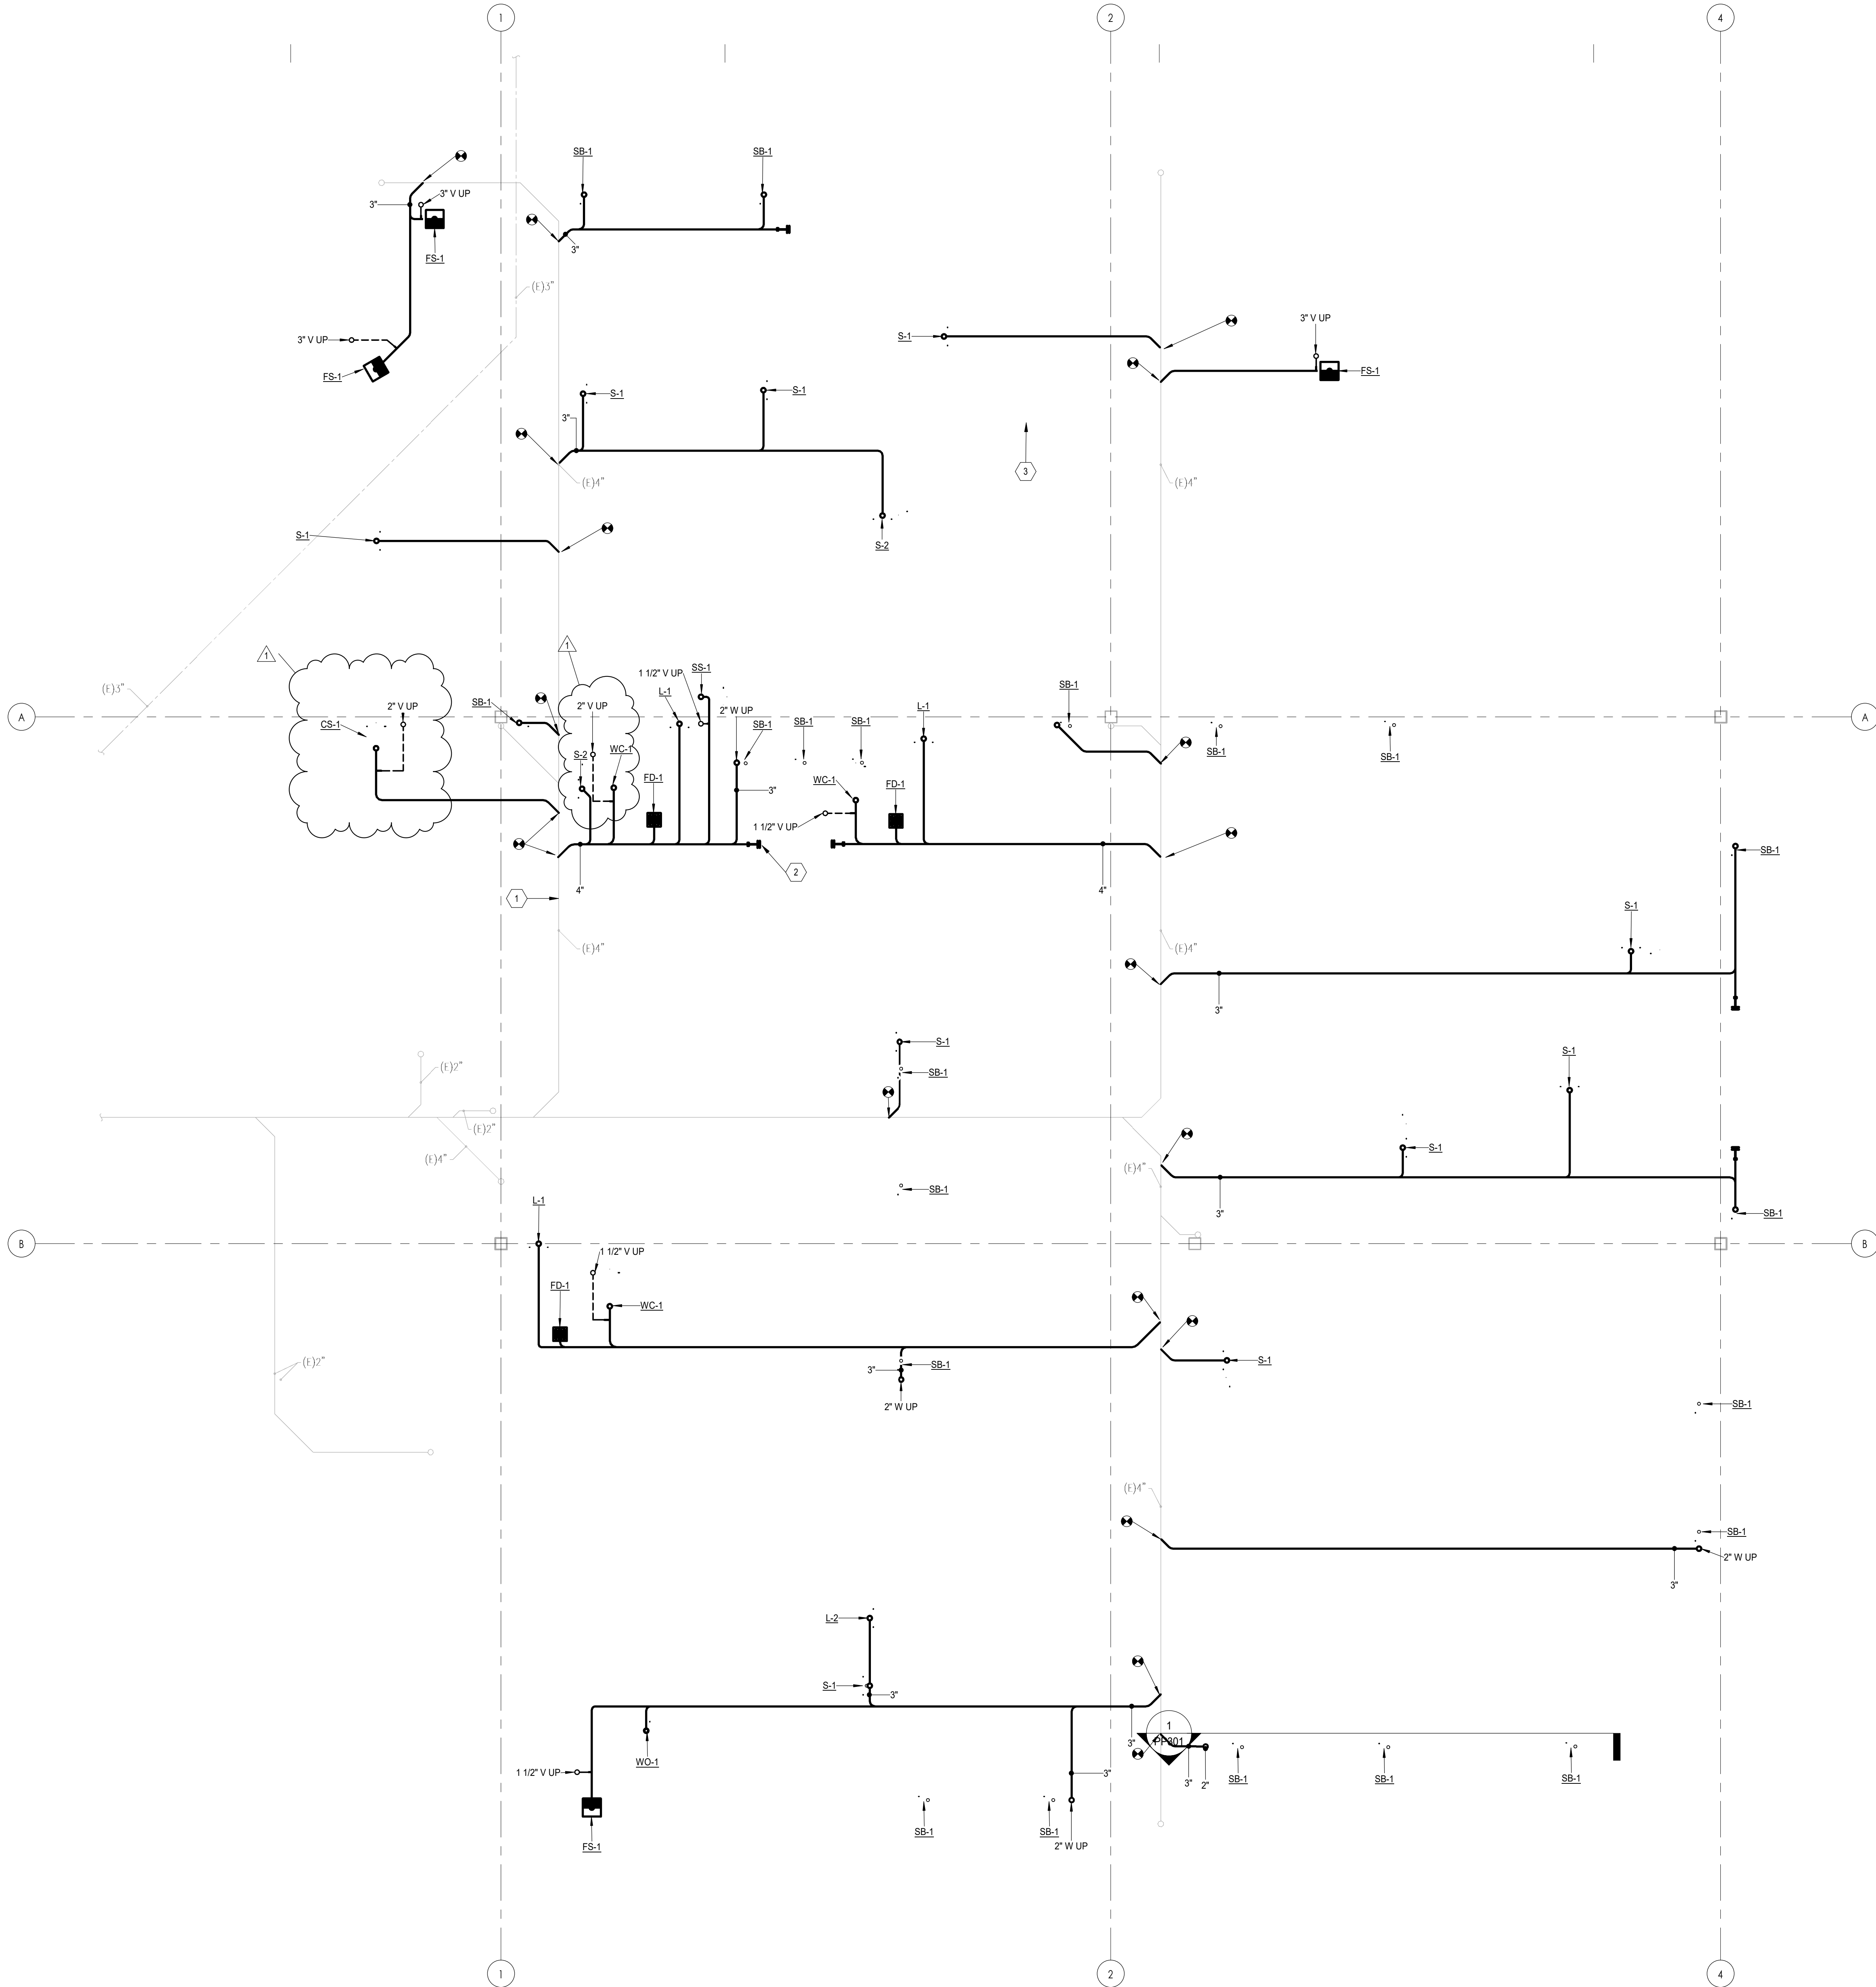 1
2
4
SB-1
SB-1
3" V UP
3"
FS-1
3"
(E)3"
S-1
3" V UP
3" V UP
FS-1
FS-1
S-1
S-1
3"
3
(E)4"
(E)4"
S-1
S-2
1
1
(E)3"
SS-1
1 1/2" V UP
L-1
SB-1
SB-1
2" V UP
2" V UP
L-1
A
A
CS-1
2" W UP
SB-1
SB-1
SB-1
SB-1
SB-1
S-2
WC-1
FD-1
3"
WC-1
FD-1
1 1/2" V UP
SB-1
2
4"
4"
1
S-1
(E)4"
(E)4"
3"
S-1
SB-1
S-1
(E)2"
(E)2"
(E)4"
S-1
(E)4"
SB-1
L-1
3"
SB-1
B
B
1 1/2" V UP
FD-1
WC-1
(E)2"
SB-1
3"
S-1
2" W UP
SB-1
(E)4"
SB-1
2" W UP
3"
L-2
S-1
3"
1
PP301
3"
WO-1
1 1/2" V UP
3"
3"
2"
SB-1
SB-1
SB-1
FS-1
SB-1
SB-1
2" W UP
1
2
4